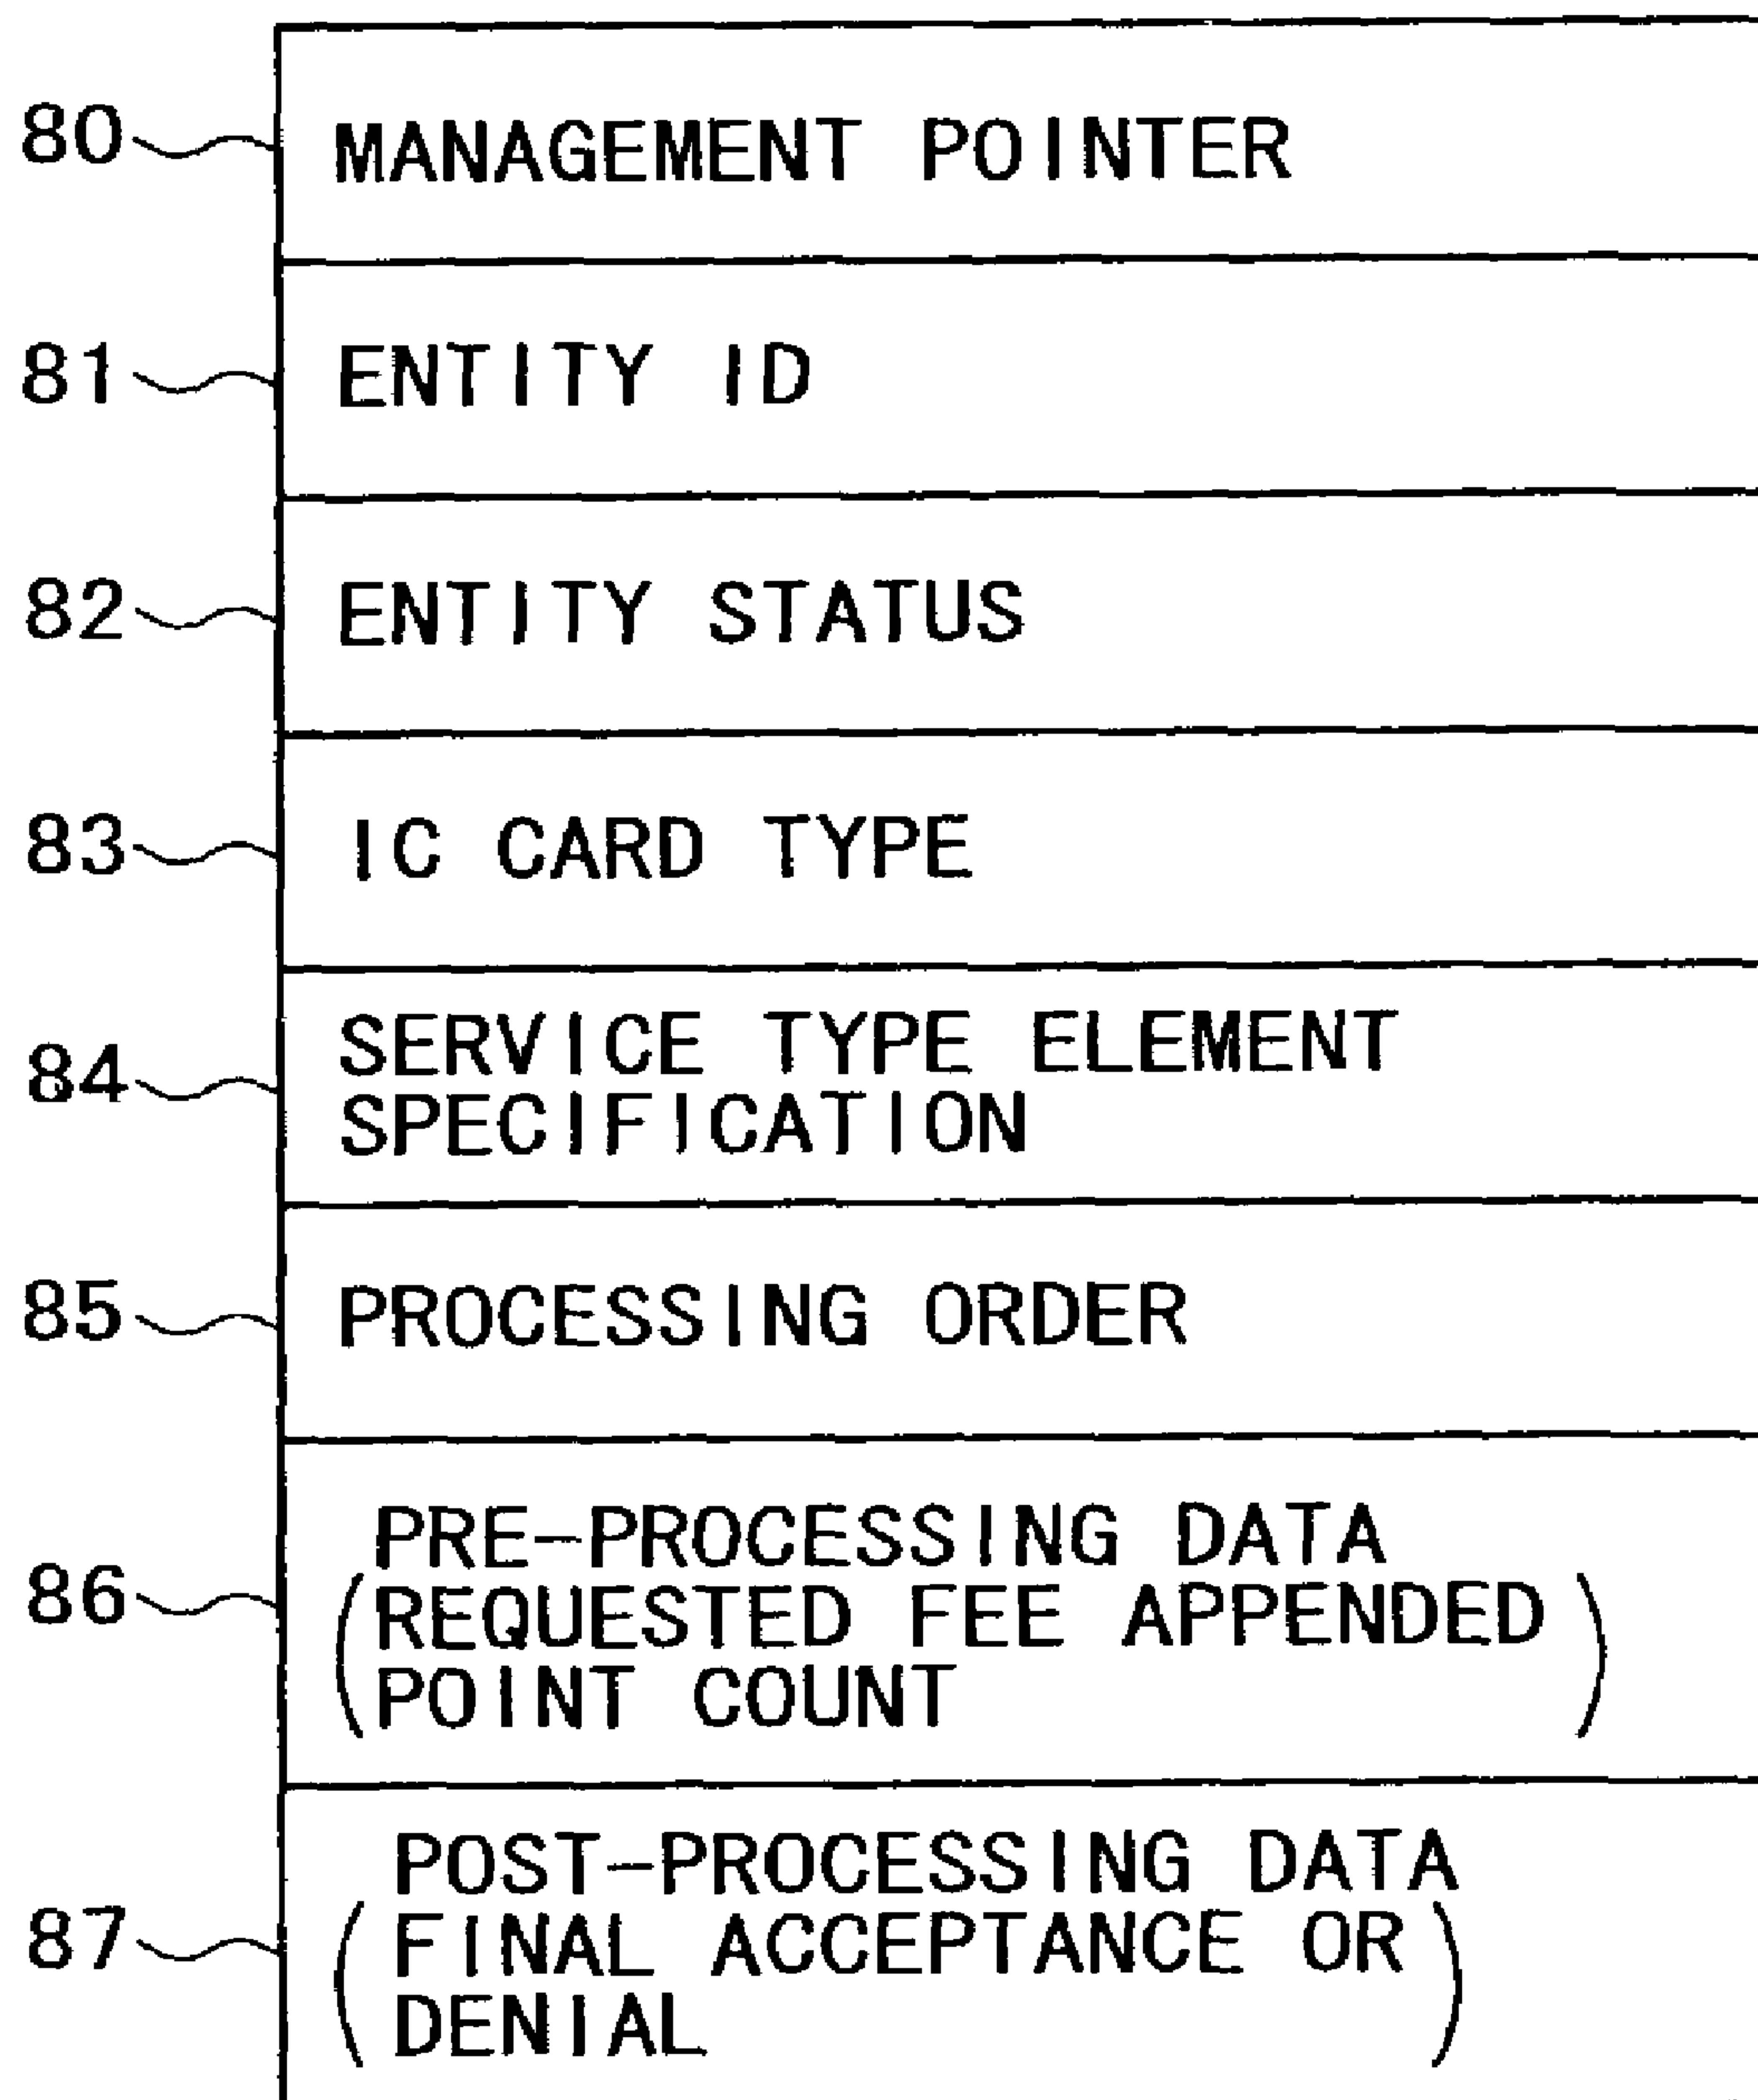 80 MANAGEMENT POINTER
81 ENTITY ID
82 ENTITY STATUS
83 IC CARD TYPE
84 SERVICE TYPE ELEMENT
SPECIFICATION
85 PROCESSING ORDER
PRE-PROCESSING DATA
86 (REQUESTED FEE APPENDED
POINT COUNT)
POST-PROCESSING DATA
87 (FINAL ACCEPTANCE OR
DENIAL)